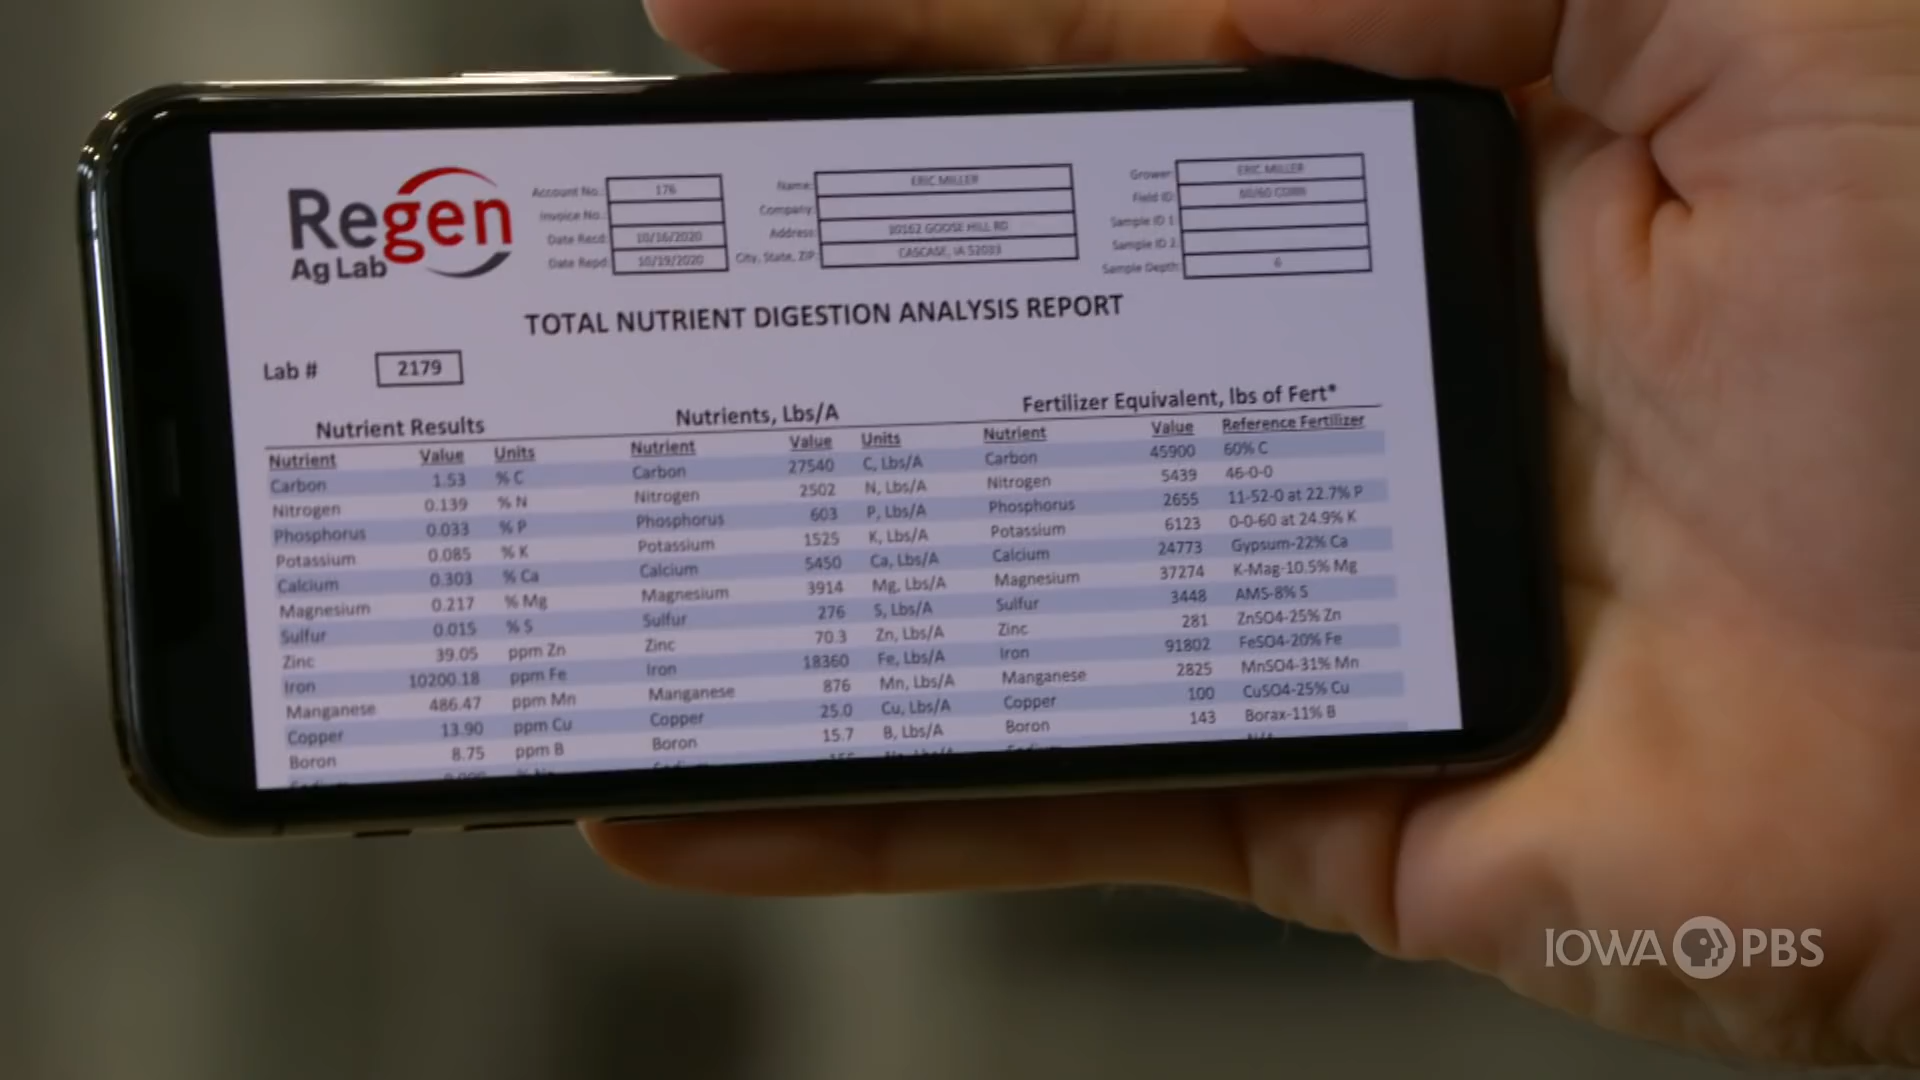 Regen
Ag Lab
Account No.: 176
Invoice No.:
Date Recd: 10/16/2020
Date Repd: 10/19/2020
Name: ERIC MILLER
Company:
Address: 10162 GOOSE HILL RD
City, State, ZIP: CASCASE, IA 52033
Grower: ERIC MILLER
Field ID: 60/60 CORN
Sample ID 1:
Sample ID 2:
Sample Depth: 6
TOTAL NUTRIENT DIGESTION ANALYSIS REPORT
Lab # 2179
Nutrient Results Nutrients, Lbs/A Fertilizer Equivalent, lbs of Fert*
Nutrient Value Units Nutrient Value Units Nutrient Value Reference Fertilizer
Carbon 1.53 % C Carbon 27540 C, Lbs/A Carbon 45900 60% C
Nitrogen 0.139 % N Nitrogen 2502 N, Lbs/A Nitrogen 5439 46-0-0
Phosphorus 0.033 % P Phosphorus 603 P, Lbs/A Phosphorus 2655 11-52-0 at 22.7% P
Potassium 0.085 % K Potassium 1525 K, Lbs/A Potassium 6123 0-0-60 at 24.9% K
Calcium 0.303 % Ca Calcium 5450 Ca, Lbs/A Calcium 24773 Gypsum-22% Ca
Magnesium 0.217 % Mg Magnesium 3914 Mg, Lbs/A Magnesium 37274 K-Mag-10.5% Mg
Sulfur 0.015 % S Sulfur 276 S, Lbs/A Sulfur 3448 AMS-8% S
Zinc 39.05 ppm Zn Zinc 70.3 Zn, Lbs/A Zinc 281 ZnSO4-25% Zn
Iron 10200.18 ppm Fe Iron 18360 Fe, Lbs/A Iron 91802 FeSO4-20% Fe
Manganese 486.47 ppm Mn Manganese 876 Mn, Lbs/A Manganese 2825 MnSO4-31% Mn
Copper 13.90 ppm Cu Copper 25.0 Cu, Lbs/A Copper 100 CuSO4-25% Cu
Boron 8.75 ppm B Boron 15.7 B, Lbs/A Boron 143 Borax-11% B
IOWA PBS